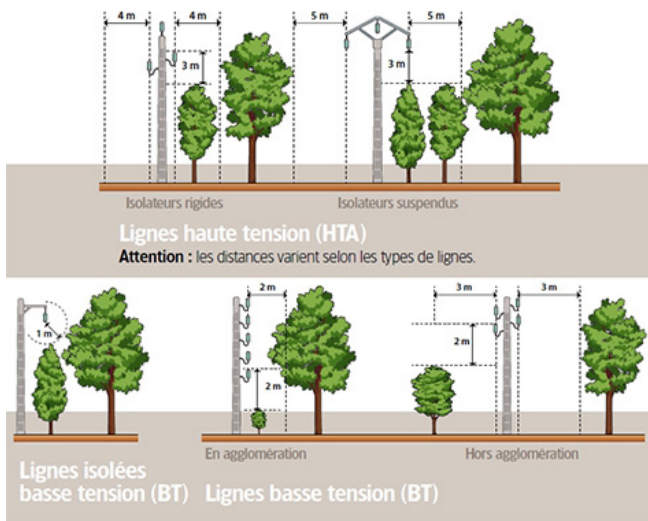 4 m 4 m 5 m 5 m
3 m 3 m
Isolateurs rigides Isolateurs suspendus
Lignes haute tension (HTA)
Attention : les distances varient selon les types de lignes.
2 m 3 m 3 m
1 m 2 m
2 m
En agglomération Hors agglomération
Lignes isolées
basse tension (BT)
Lignes basse tension (BT)